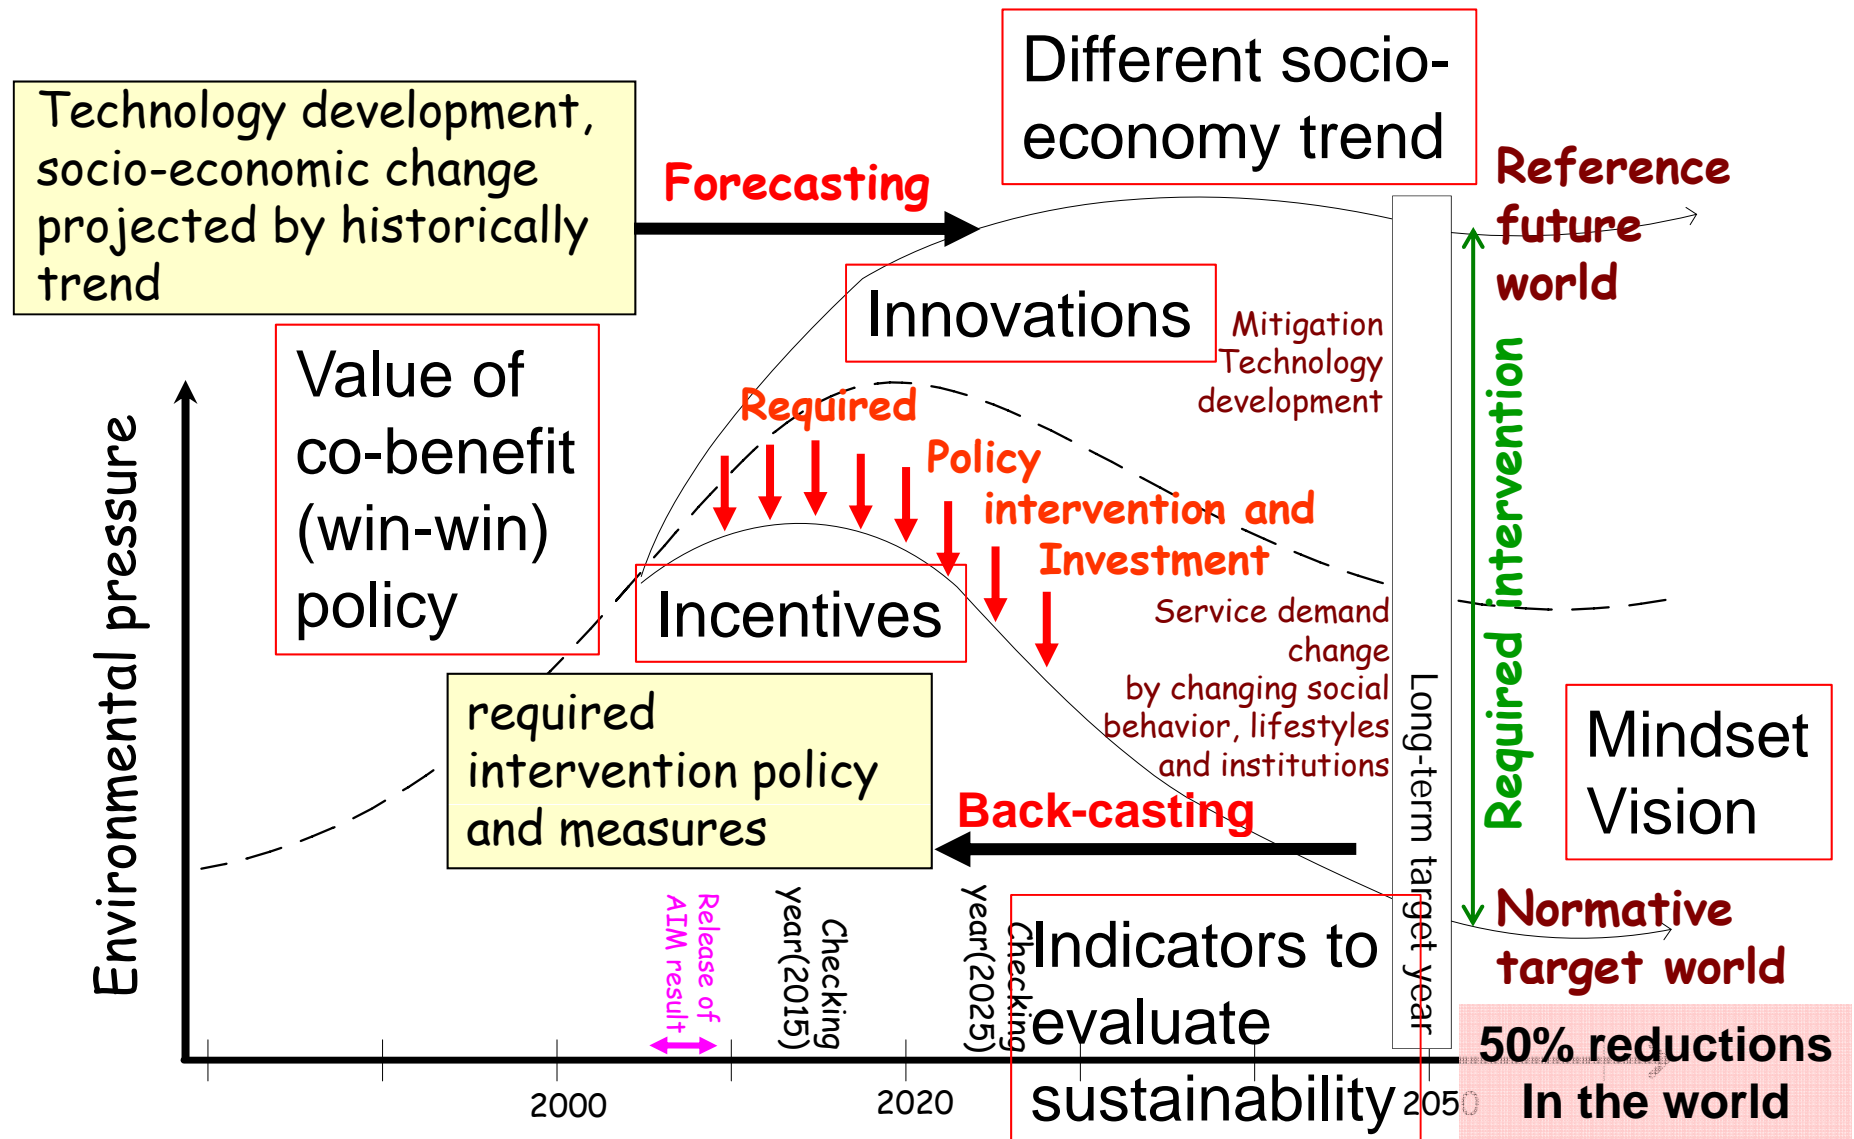 Different socio-
economy trend
Technology development,
socio-economic change
projected by historically
trend
Forecasting
Reference
future
world
Innovations
Mitigation
Technology
development
Value of
co-benefit
(win-win)
policy
Required
Policy
intervention and
Investment
Environmental pressure
Required intervention
Incentives
Service demand
change
by changing social
behavior, lifestyles
and institutions
Long-term target year
Mindset
Vision
required
intervention policy
and measures
Back-casting
Release of
AIM result
Checking
year(2015)
Checking
year(2025)
Indicators to
evaluate
sustainability
Normative
target world
50% reductions
In the world
2000
2020
2050